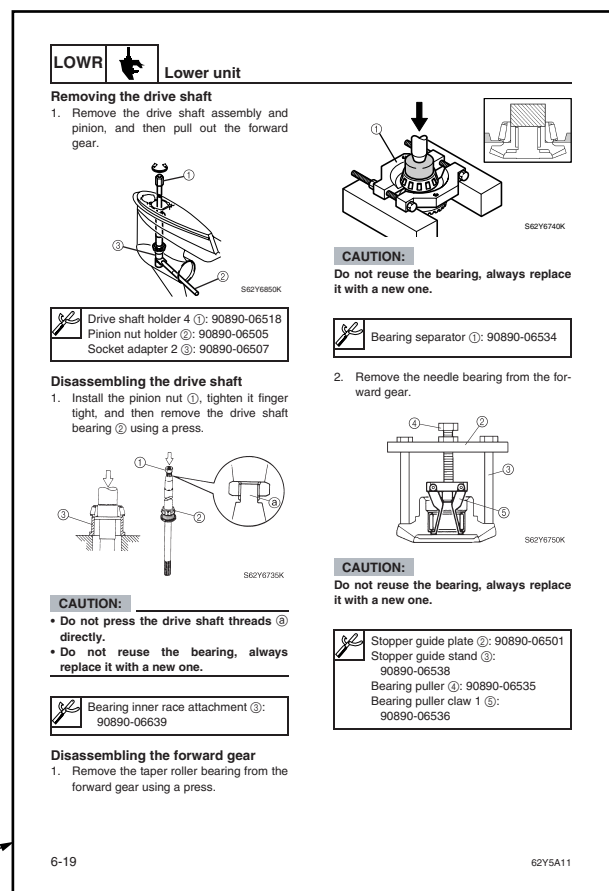 LOWR
Lower unit
Removing the drive shaft
1. Remove the drive shaft assembly and
pinion, and then pull out the forward
gear.
①
③
②
S62Y6850K
Drive shaft holder 4 ①: 90890-06518
Pinion nut holder ②: 90890-06505
Socket adapter 2 ③: 90890-06507
Disassembling the drive shaft
1. Install the pinion nut ①, tighten it finger
tight, and then remove the drive shaft
bearing ② using a press.
①
③
②
ⓐ
S62Y6735K
CAUTION:
• Do not press the drive shaft threads ⓐ
directly.
• Do not reuse the bearing, always
replace it with a new one.
Bearing inner race attachment ③:
90890-06639
Disassembling the forward gear
1. Remove the taper roller bearing from the
forward gear using a press.
①
S62Y6740K
CAUTION:
Do not reuse the bearing, always replace
it with a new one.
Bearing separator ①: 90890-06534
2. Remove the needle bearing from the for-
ward gear.
④
②
③
⑤
S62Y6750K
CAUTION:
Do not reuse the bearing, always replace
it with a new one.
Stopper guide plate ②: 90890-06501
Stopper guide stand ③:
90890-06538
Bearing puller ④: 90890-06535
Bearing puller claw 1 ⑤:
90890-06536
6-19
62Y5A11